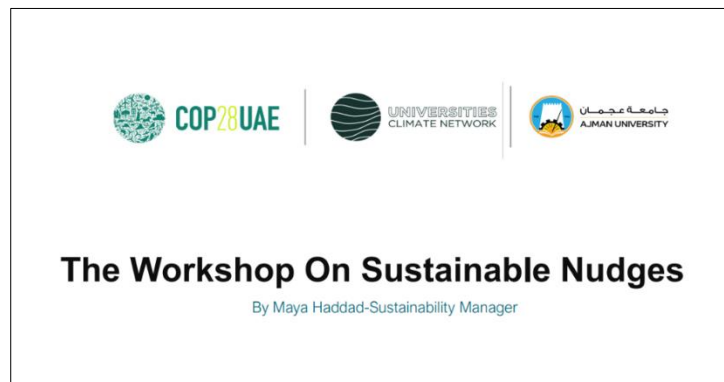 COP28UAE
UNIVERSITIES
CLIMATE NETWORK
جامعة عجمان
AJMAN UNIVERSITY
The Workshop On Sustainable Nudges
By Maya Haddad-Sustainability Manager